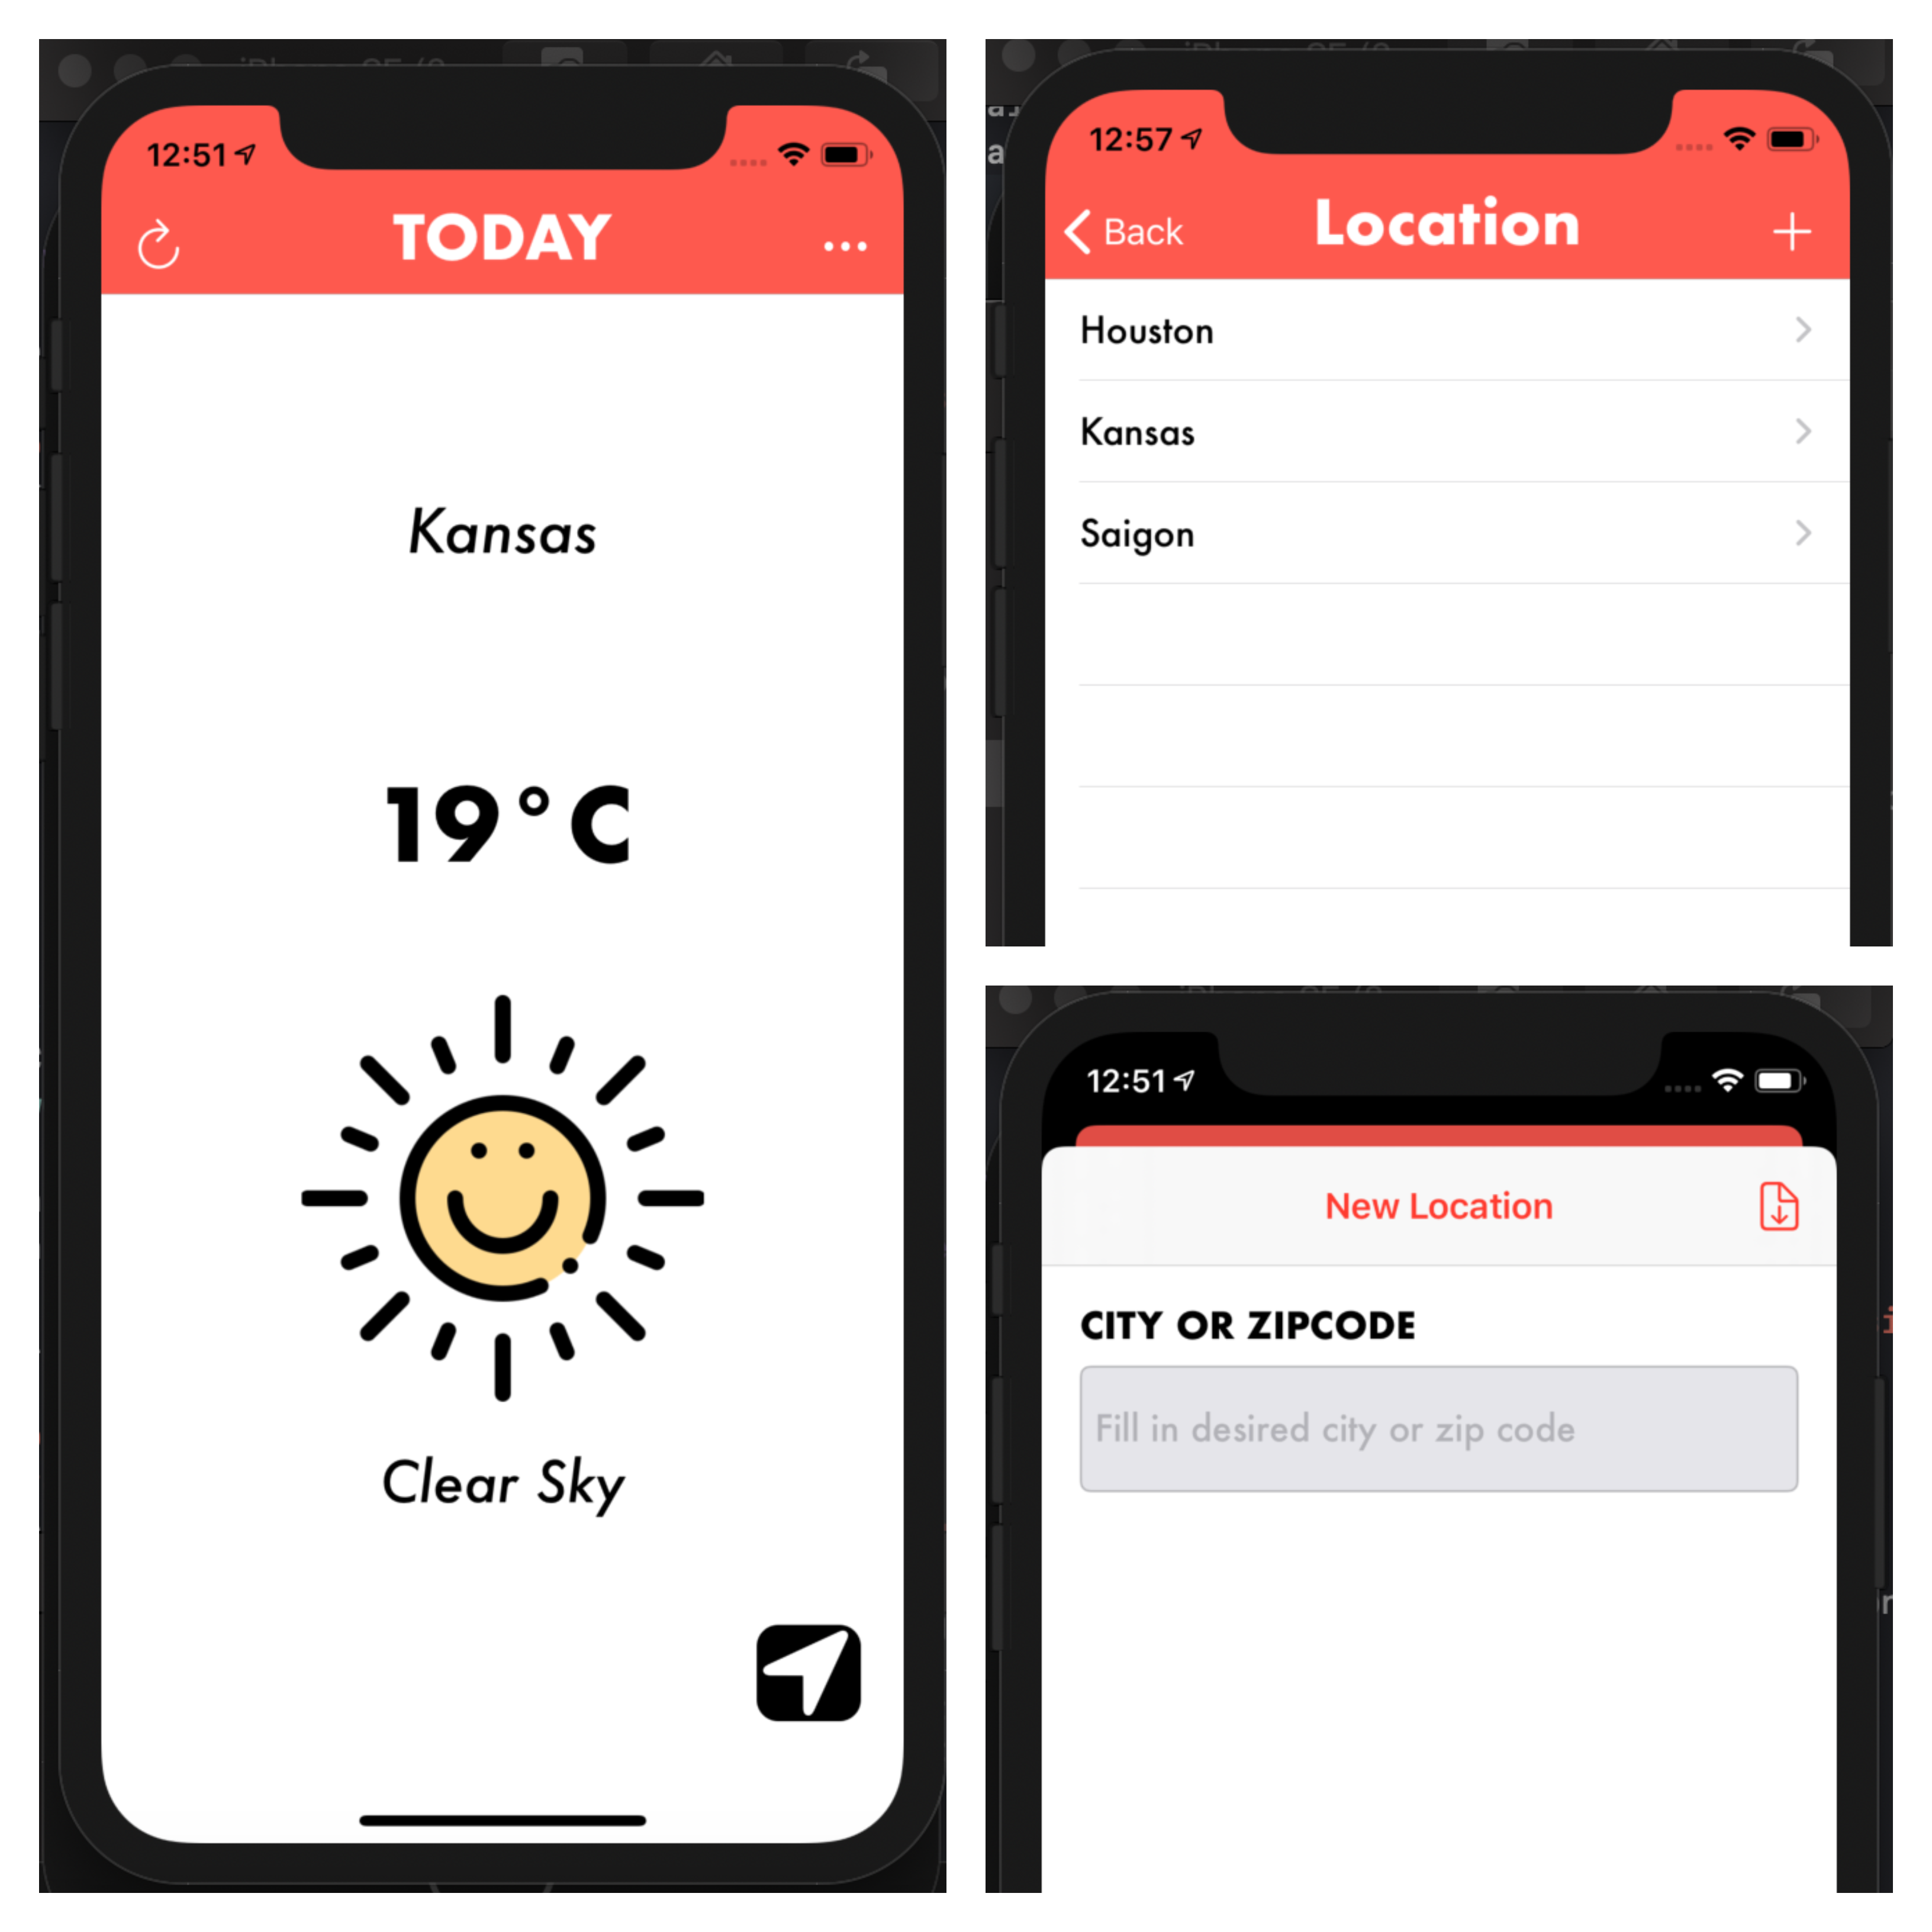 12:51
TODAY
Kansas
19°C
Clear Sky
12:57
Back
Location
Houston
Kansas
Saigon
12:51
New Location
CITY OR ZIPCODE
Fill in desired city or zip code